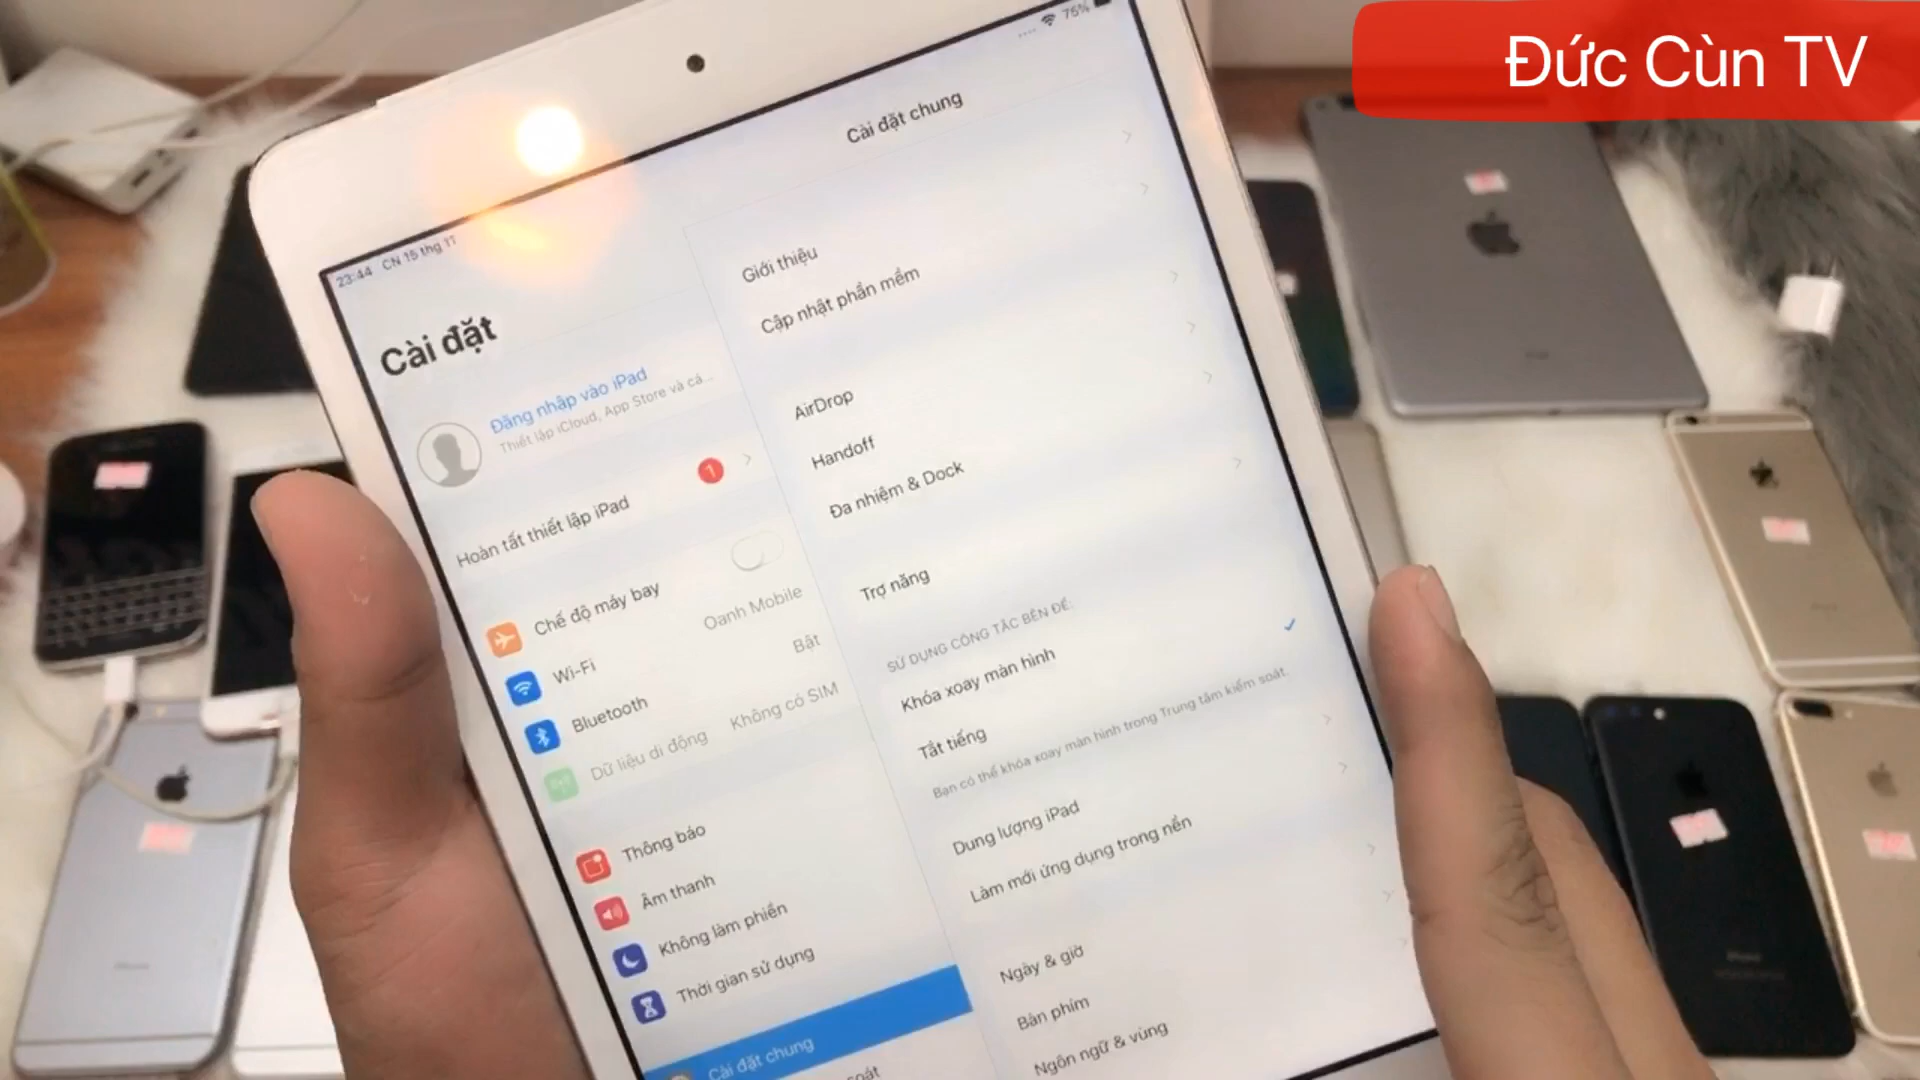 Đức Cùn TV
75%
23:44 CN 15 thg 11
Cài đặt
Đăng nhập vào iPad
Thiết lập iCloud, App Store và cá...
Hoàn tất thiết lập iPad
1
Chế độ máy bay
Wi-Fi
Oanh Mobile
Bluetooth
Bật
Dữ liệu di động
Không có SIM
Thông báo
Âm thanh
Không làm phiền
Thời gian sử dụng
Cài đặt chung
soát
Cài đặt chung
Giới thiệu
Cập nhật phần mềm
AirDrop
Handoff
Đa nhiệm & Dock
Trợ năng
SỬ DỤNG CÔNG TẮC BÊN ĐỂ:
Khóa xoay màn hình
Tắt tiếng
Bạn có thể khóa xoay màn hình trong Trung tâm kiểm soát.
Dung lượng iPad
Làm mới ứng dụng trong nền
Ngày & giờ
Bàn phím
Ngôn ngữ & vùng